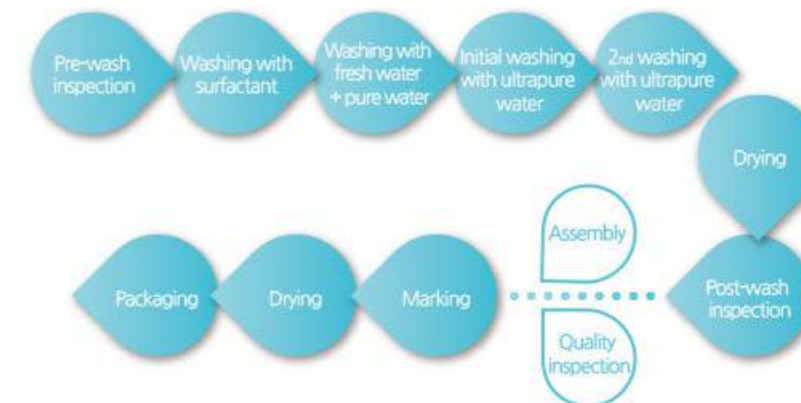 Pre-wash
inspection
Washing with
surfactant
Washing with
fresh water
+ pure water
Initial washing
with ultrapure
water
2nd washing
with ultrapure
water
Drying
Post-wash
inspection
Assembly
Quality
inspection
Marking
Drying
Packaging